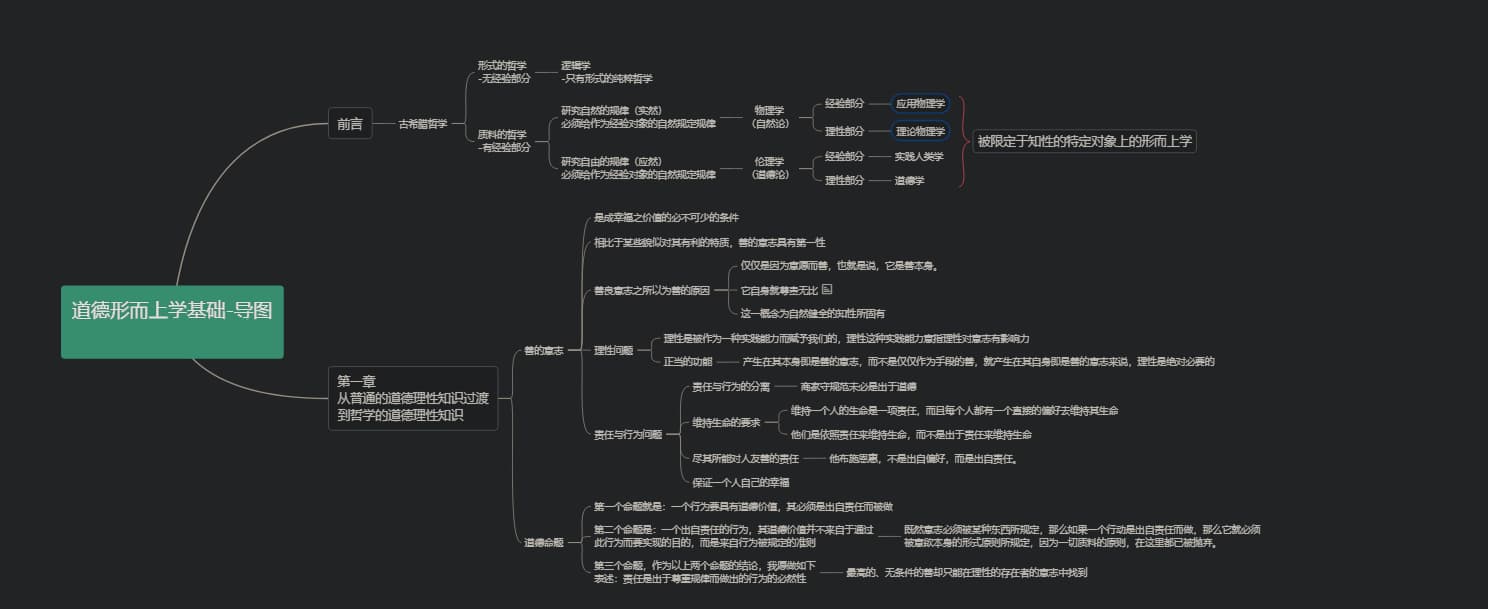 道德形而上学基础-导图
前言
古希腊哲学
形式的哲学
-无经验部分
逻辑学
-只有形式的纯粹哲学
质料的哲学
-有经验部分
研究自然的规律（实然）
必须给作为经验对象的自然规定规律
物理学
（自然论）
经验部分
应用物理学
理性部分
理论物理学
研究自由的规律（应然）
必须给作为经验对象的自然规定规律
伦理学
（道德论）
经验部分
实践人类学
理性部分
道德学
被限定于知性的特定对象上的形而上学
第一章
从普通的道德理性知识过渡
到哲学的道德理性知识
善的意志
是成幸福之价值的必不可少的条件
相比于某些貌似对其有利的特质，善的意志具有第一性
善良意志之所以为善的原因
仅仅是因为意愿而善，也就是说，它是善本身。
它自身就尊贵无比
这一概念为自然健全的知性所固有
理性问题
理性是被作为一种实践能力而赋予我们的，理性这种实践能力意指理性对意志有影响力
正当的功能
产生在其本身即是善的意志，而不是仅仅作为手段的善，就产生在其自身即是善的意志来说，理性是绝对必要的
责任与行为问题
责任与行为的分离
商家守规范未必是出于道德
维持生命的要求
维持一个人的生命是一项责任，而且每个人都有一个直接的偏好去维持其生命
他们是依照责任来维持生命，而不是出于责任来维持生命
尽其所能对人友善的责任
他布施恩惠，不是出自偏好，而是出自责任。
保证一个人自己的幸福
道德命题
第一个命题就是：一个行为要具有道德价值，其必须是出自责任而被做
第二个命题是：一个出自责任的行为，其道德价值并不来自于通过
此行为而要实现的目的，而是来自行为被规定的准则
既然意志必须被某种东西所规定，那么如果一个行动是出自责任而做，那么它就必须
被意欲本身的形式原则所规定，因为一切质料的原则，在这里都已被抛弃。
第三个命题，作为以上两个命题的结论，我愿做如下
表述：责任是出于尊重规律而做出的行为的必然性
最高的、无条件的善却只能在理性的存在者的意志中找到